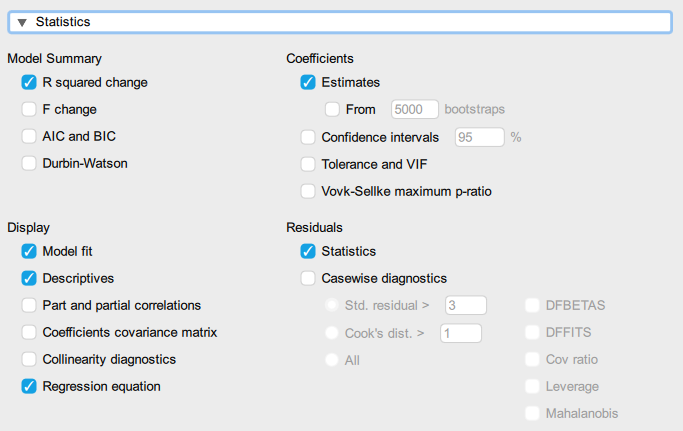 Statistics
Model Summary
R squared change
F change
AIC and BIC
Durbin-Watson
Coefficients
Estimates
From 5000 bootstraps
Confidence intervals 95 %
Tolerance and VIF
Vovk-Sellke maximum p-ratio
Display
Model fit
Descriptives
Part and partial correlations
Coefficients covariance matrix
Collinearity diagnostics
Regression equation
Residuals
Statistics
Casewise diagnostics
Std. residual > 3
Cook's dist. > 1
All
DFBETAS
DFFITS
Cov ratio
Leverage
Mahalanobis